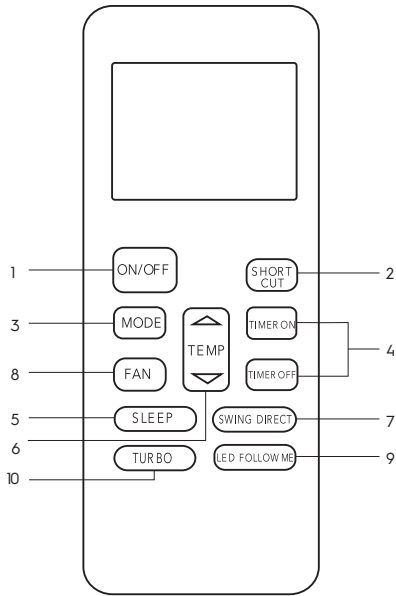 1
ON/OFF
SHORT
CUT
2
3
MODE
TIMER ON
TEMP
4
8
FAN
TIMER OFF
5
SLEEP
SWING DIRECT
7
6
TURBO
LED FOLLOW ME
9
10